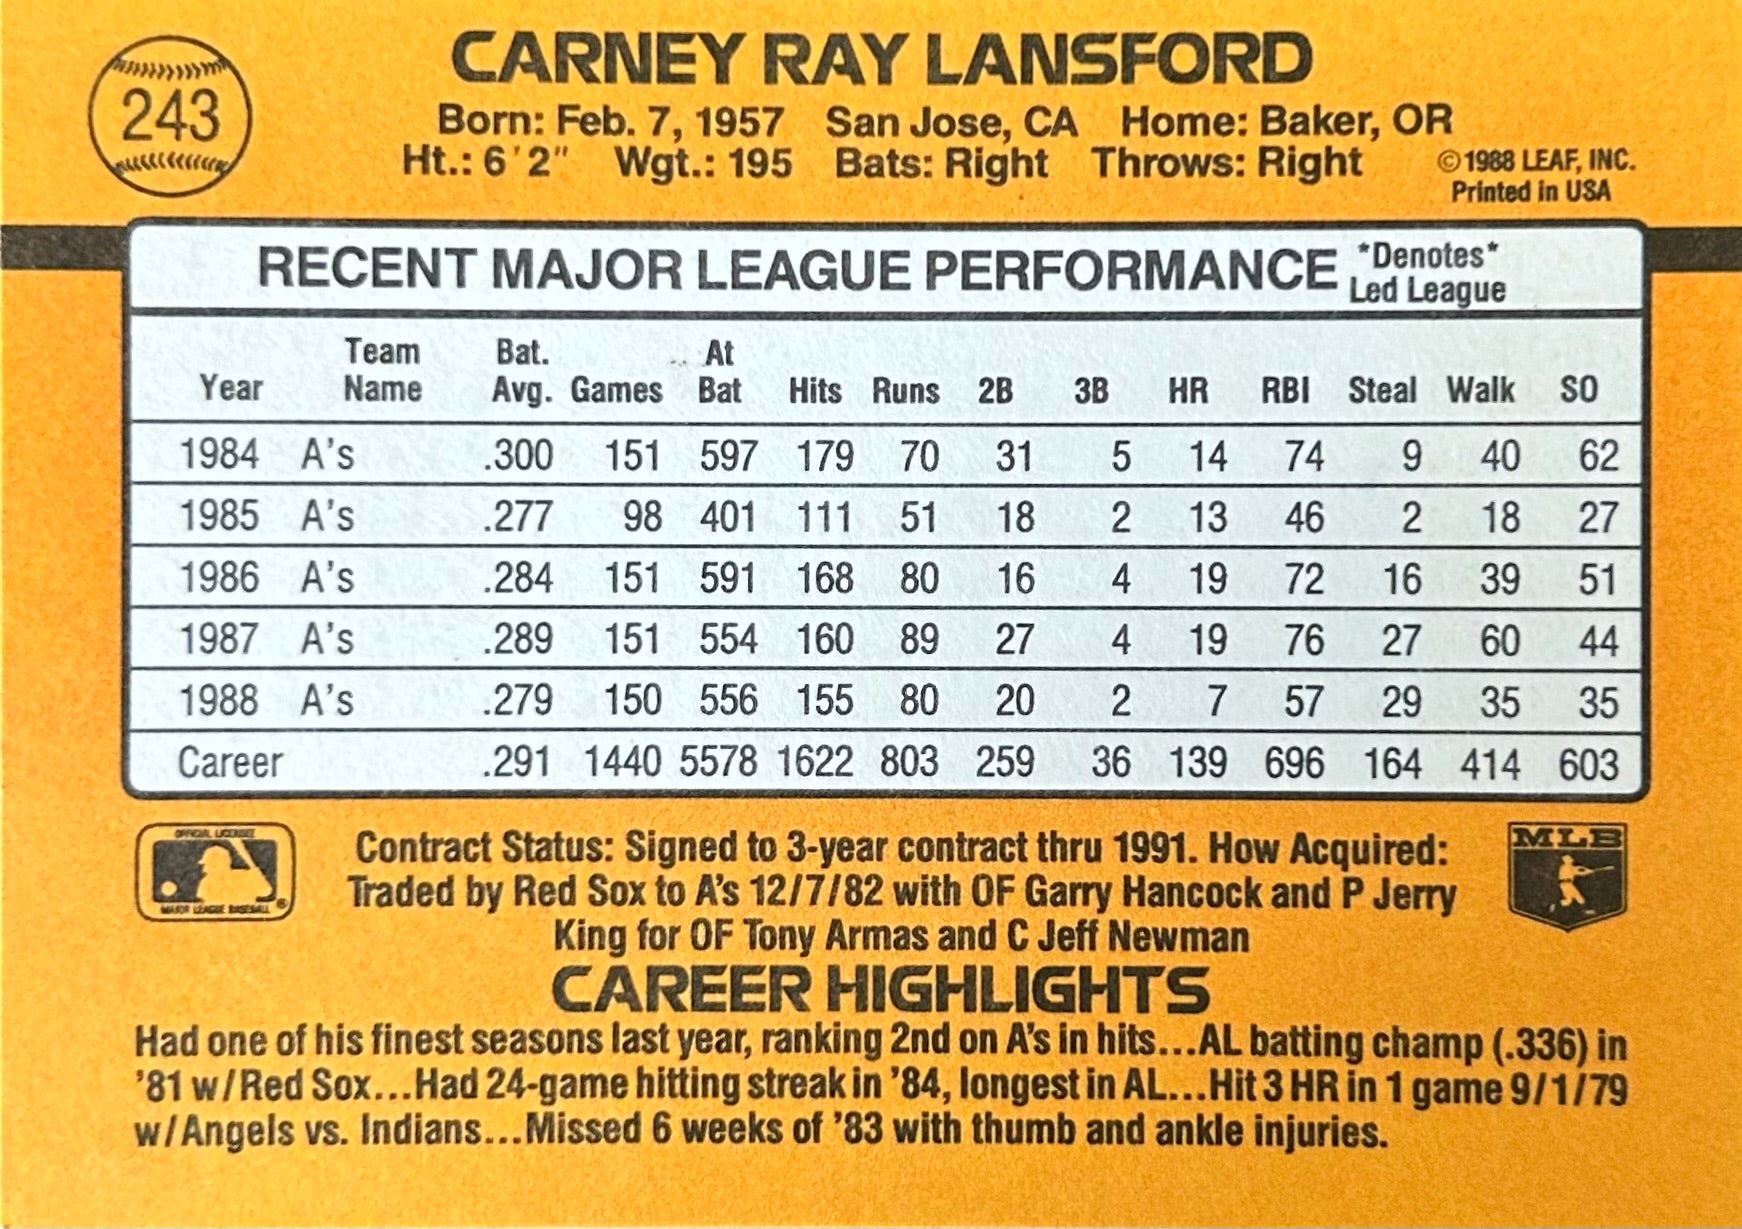 243
CARNEY RAY LANSFORD
Born: Feb. 7, 1957 San Jose, CA Home: Baker, OR
Ht.: 6'2" Wgt.: 195 Bats: Right Throws: Right
©1988 LEAF, INC.
Printed in USA
RECENT MAJOR LEAGUE PERFORMANCE *Denotes* Led League
Year Team Name Bat. Avg. Games At Bat Hits Runs 2B 3B HR RBI Steal Walk SO
1984 A's .300 151 597 179 70 31 5 14 74 9 40 62
1985 A's .277 98 401 111 51 18 2 13 46 2 18 27
1986 A's .284 151 591 168 80 16 4 19 72 16 39 51
1987 A's .289 151 554 160 89 27 4 19 76 27 60 44
1988 A's .279 150 556 155 80 20 2 7 57 29 35 35
Career .291 1440 5578 1622 803 259 36 139 696 164 414 603
OFFICIAL LICENSEE
MAJOR LEAGUE BASEBALL ®
Contract Status: Signed to 3-year contract thru 1991. How Acquired:
Traded by Red Sox to A's 12/7/82 with OF Garry Hancock and P Jerry
King for OF Tony Armas and C Jeff Newman
MLB
CAREER HIGHLIGHTS
Had one of his finest seasons last year, ranking 2nd on A's in hits...AL batting champ (.336) in
'81 w/Red Sox...Had 24-game hitting streak in '84, longest in AL...Hit 3 HR in 1 game 9/1/79
w/Angels vs. Indians...Missed 6 weeks of '83 with thumb and ankle injuries.